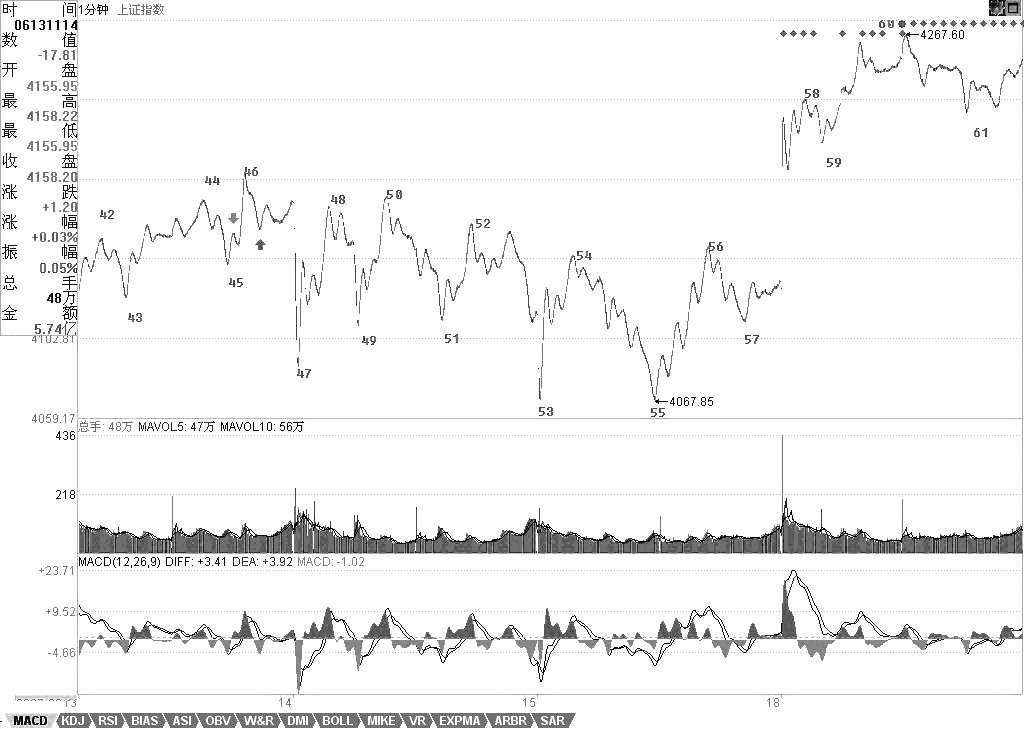 时 间 1分钟 上证指数
06131114
数 值
-17.81
开 盘
4155.95
最 高
4158.22
最 低
4155.95
收 盘
4158.20
涨 跌
+1.20
涨 幅
+0.03%
振 幅
0.05%
总 手
48万
金 额
5.74亿
4102.81
4059.17
60
4267.60
58
59
61
42
43
44
45
46
47
48
49
50
51
52
53
54
55
4067.85
56
57
总手: 48万 MAVOL5: 47万 MAVOL10: 56万
436
218
MACD(12,26,9) DIFF: +3.41 DEA: +3.92 MACD: -1.02
+23.71
+9.52
-4.66
13 14 15 18
MACD KDJ RSI BIAS ASI OBV W&R DMI BOLL MIKE VR EXPMA ARBR SAR